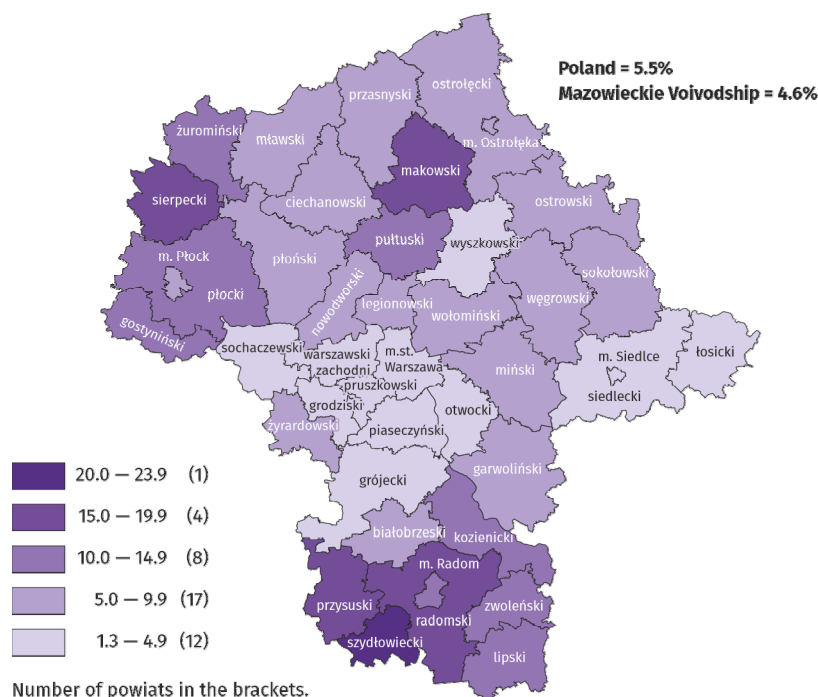 Poland = 5.5%
Mazowieckie Voivodship = 4.6%
ostrołęcki
przasnyski
żuromiński
mławski
m. Ostrołęka
makowski
sierpecki
ciechanowski
ostrowski
pułtuski
wyszkowski
m. Płock
płoński
sokołowski
płocki
nowodworski
legionowski
węgrowski
wołomiński
gostyniński
sochaczewski
warszawski
zachodni
m.st.
Warszawa
m. Siedlce
łosicki
pruszkowski
miński
siedlecki
grodziski
otwocki
żyrardowski
piaseczyński
garwoliński
grójecki
białobrzeski
kozienicki
m. Radom
przysuski
zwoleński
radomski
szydłowiecki
lipski
20.0 — 23.9 (1)
15.0 — 19.9 (4)
10.0 — 14.9 (8)
5.0 — 9.9 (17)
1.3 — 4.9 (12)
Number of powiats in the brackets.